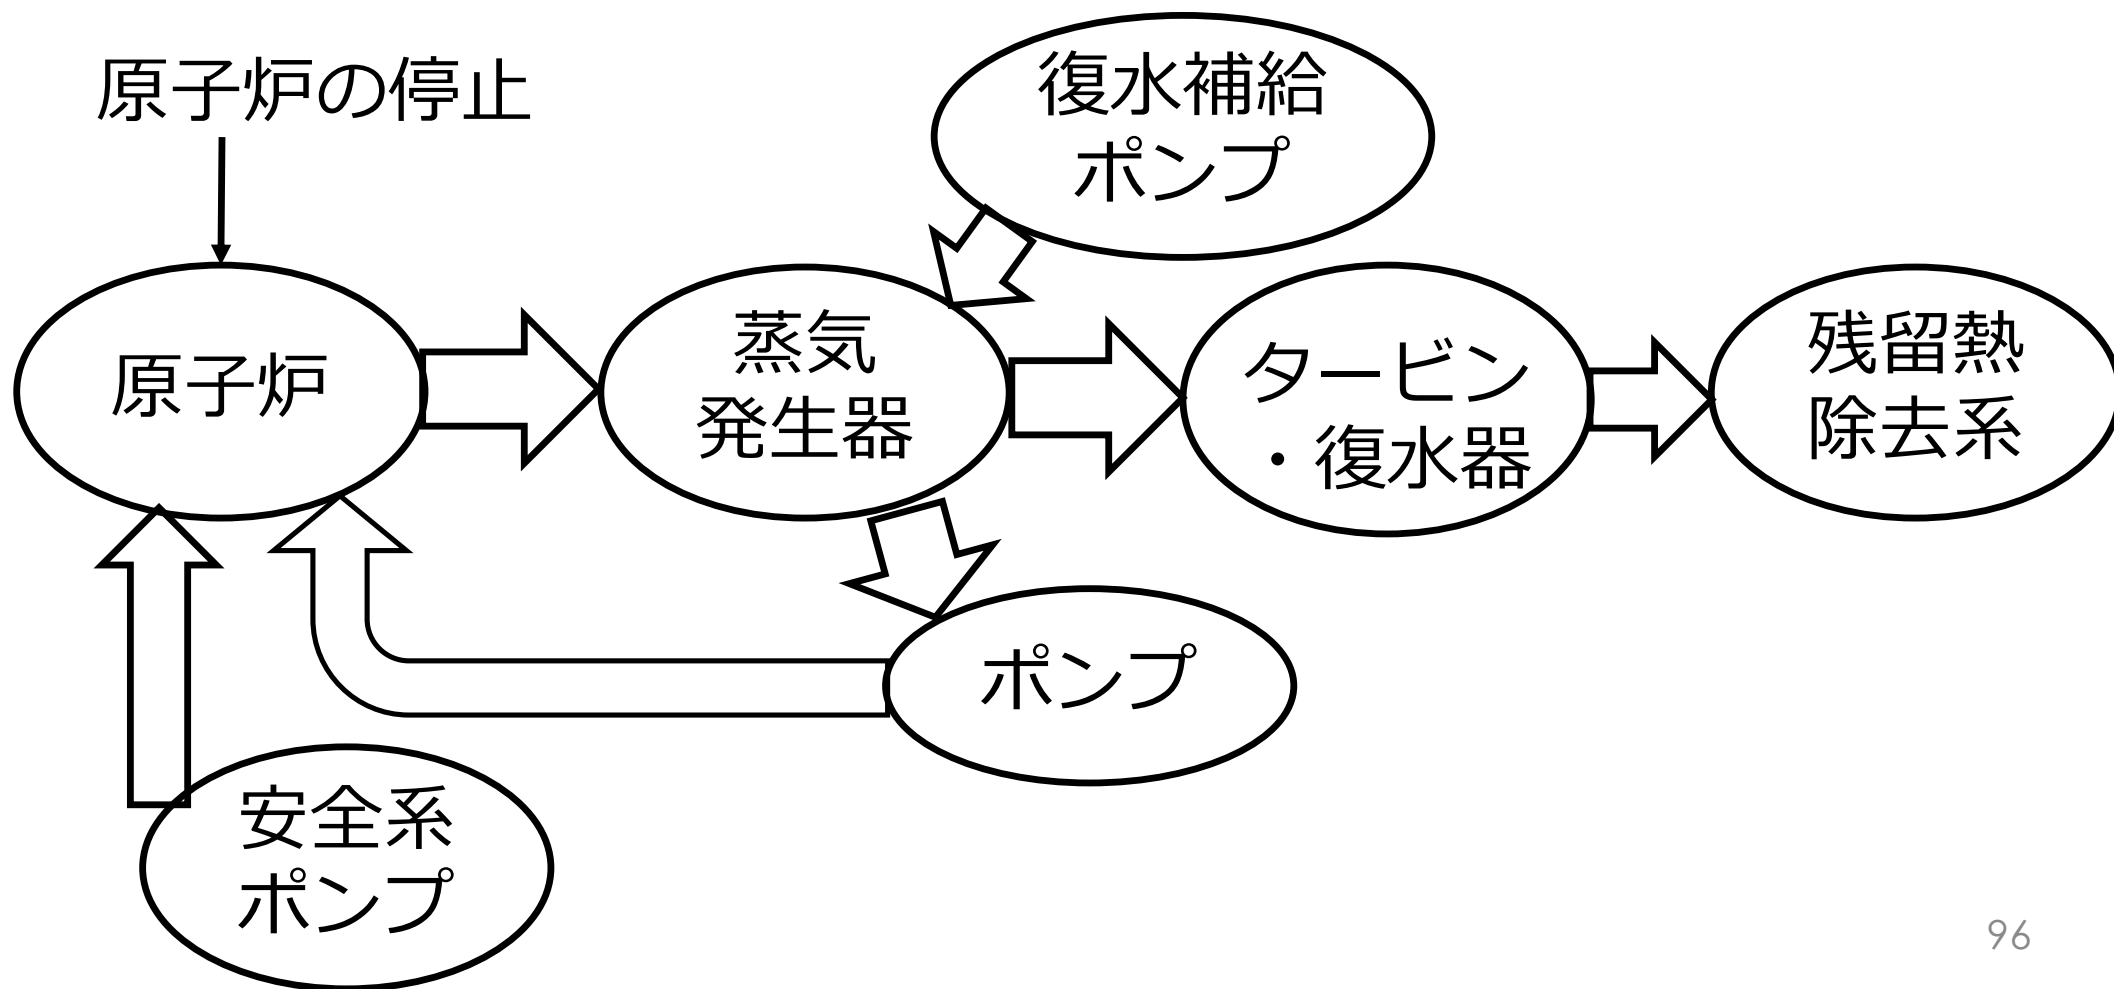 原子炉の停止
復水補給
ポンプ
原子炉
蒸気
発生器
タービン
・復水器
残留熱
除去系
ポンプ
安全系
ポンプ
96